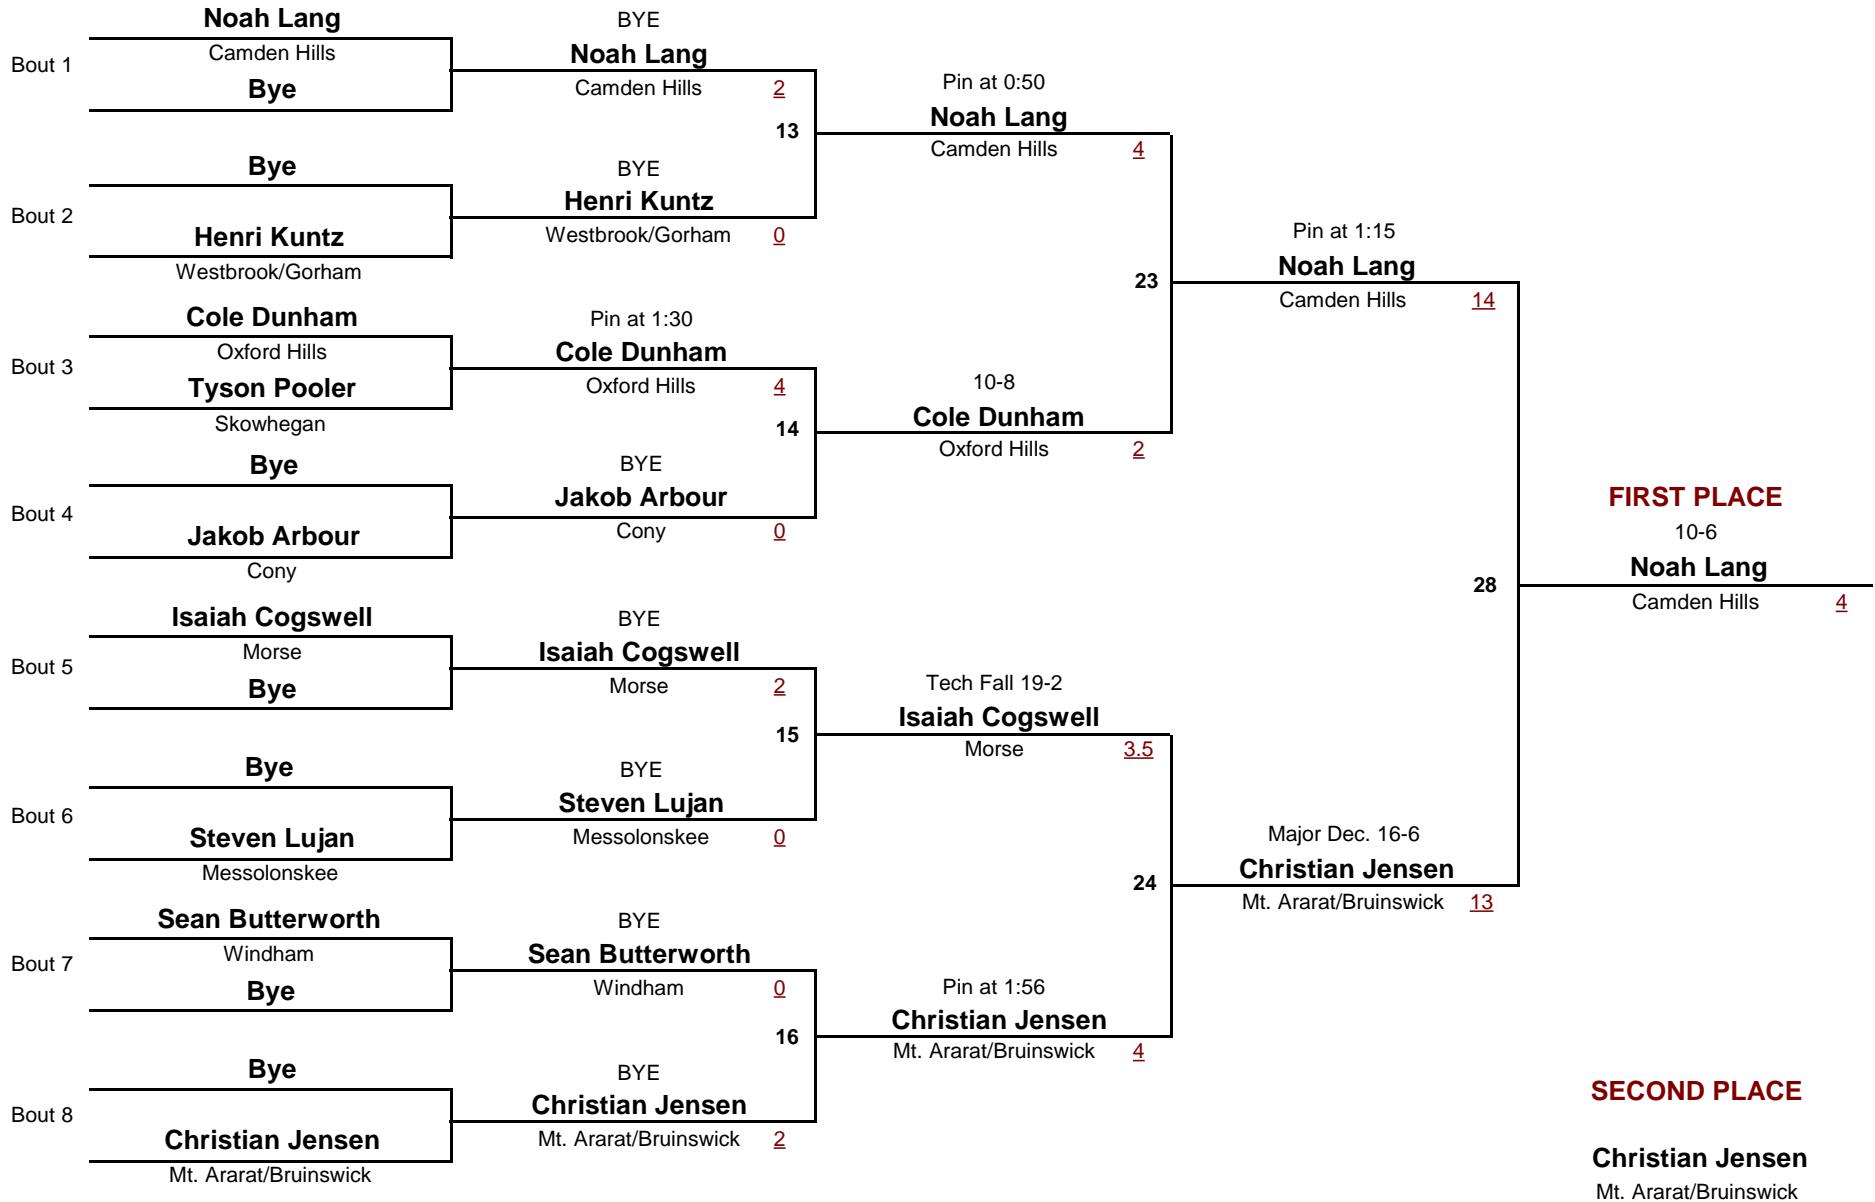 Bout 1
Noah Lang
Camden Hills
Bye
Bout 2
Bye
Henri Kuntz
Westbrook/Gorham
Bout 3
Cole Dunham
Oxford Hills
Tyson Pooler
Skowhegan
Bout 4
Bye
Jakob Arbour
Cony
Bout 5
Isaiah Cogswell
Morse
Bye
Bout 6
Bye
Steven Lujan
Messolonskee
Bout 7
Sean Butterworth
Windham
Bye
Bout 8
Bye
Christian Jensen
Mt. Ararat/Bruinswick
BYE
Noah Lang
Camden Hills 2
13
BYE
Henri Kuntz
Westbrook/Gorham 0
Pin at 1:30
Cole Dunham
Oxford Hills 4
14
BYE
Jakob Arbour
Cony 0
BYE
Isaiah Cogswell
Morse 2
15
BYE
Steven Lujan
Messolonskee 0
BYE
Sean Butterworth
Windham 0
16
BYE
Christian Jensen
Mt. Ararat/Bruinswick 2
Pin at 0:50
Noah Lang
Camden Hills 4
23
10-8
Cole Dunham
Oxford Hills 2
Tech Fall 19-2
Isaiah Cogswell
Morse 3.5
24
Pin at 1:56
Christian Jensen
Mt. Ararat/Bruinswick 4
Pin at 1:15
Noah Lang
Camden Hills 14
28
Major Dec. 16-6
Christian Jensen
Mt. Ararat/Bruinswick 13
FIRST PLACE
10-6
Noah Lang
Camden Hills 4
SECOND PLACE
Christian Jensen
Mt. Ararat/Bruinswick